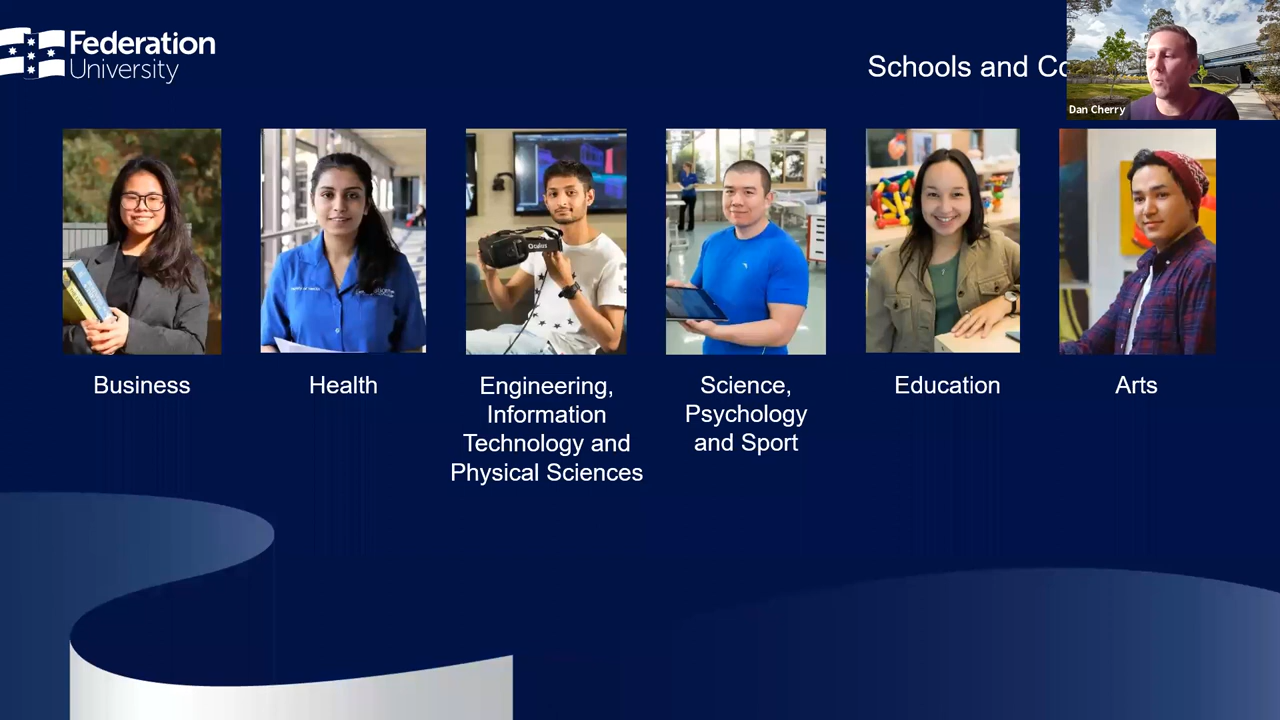 Federation
University
Schools and Co
Dan Cherry
Oculus
Business
Health
Engineering,
Information
Technology and
Physical Sciences
Science,
Psychology
and Sport
Education
Arts